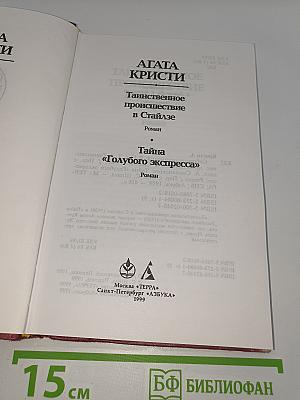 А
СТИ
АГАТА
КРИСТИ
Таинственное
происшествие
в Стайлзе
Роман
Тайна
«Голубого экспресса»
Роман
Москва «ТЕРРА»
Санкт-Петербург «АЗБУКА»
1999
15 СМ
БФ БИБЛИОФАН